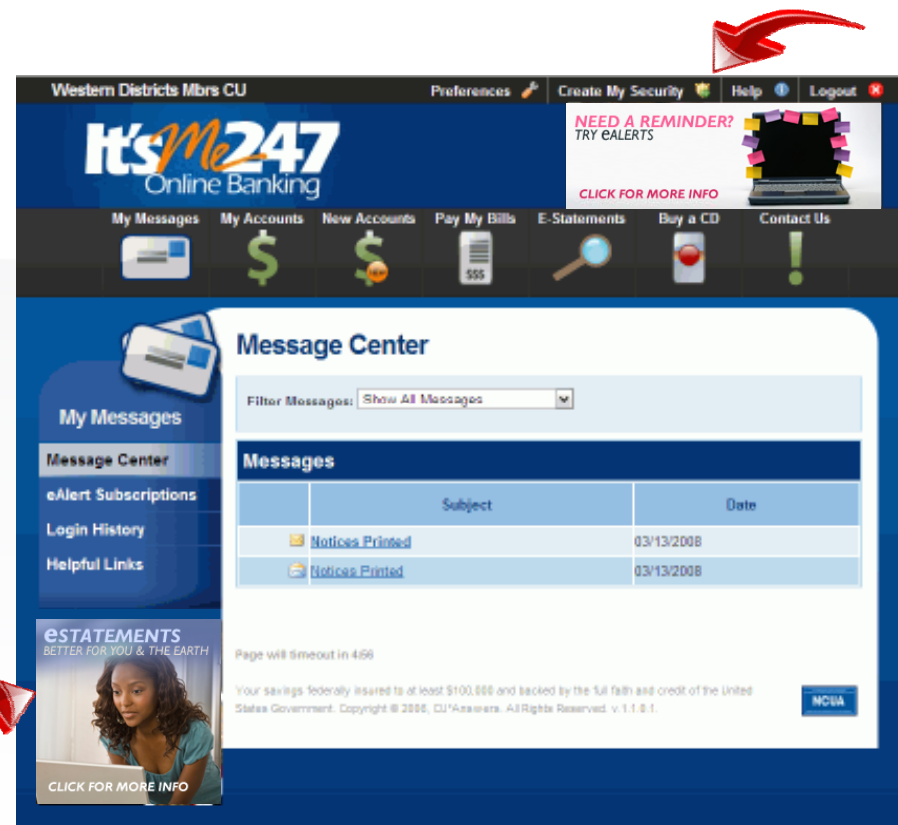 Western Districts Mbrs CU
Preferences
Create My Security
Help
Logout
It's Me 247
Online Banking
NEED A REMINDER?
TRY eALERTS
CLICK FOR MORE INFO
My Messages
My Accounts
New Accounts
Pay My Bills
E-Statements
Buy a CD
Contact Us
NEW
$$$
My Messages
Message Center
eAlert Subscriptions
Login History
Helpful Links
Message Center
Filter Messages: Show All Messages
Messages
Subject Date
Notices Printed 03/13/2008
Notices Printed 03/13/2008
eSTATEMENTS
BETTER FOR YOU & THE EARTH
CLICK FOR MORE INFO
Page will timeout in 4:56
Your savings federally insured to at least $100,000 and backed by the full faith and credit of the United
States Government. Copyright © 2008, CU*Answers. All Rights Reserved. v.1.1.0.1.
NCUA